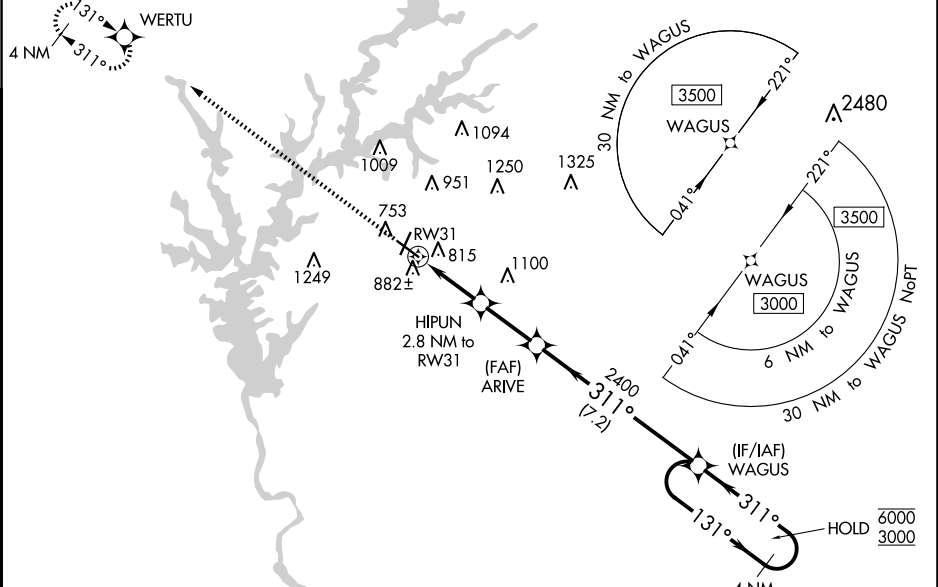 131°
WERTU
311°
4 NM
30 NM to WAGUS
221°
3500
WAGUS
041°
2480
1094
1009
951
1250
1325
753
RW31
815
1249
882±
1100
221°
3500
WAGUS
3000
041°
6 NM to WAGUS
30 NM to WAGUS NoPT
HIPUN
2.8 NM to
RW31
(FAF)
ARIVE
2400
311°
(7.2)
(IF/IAF)
WAGUS
311°
131°
HOLD
6000
3000
4 NM